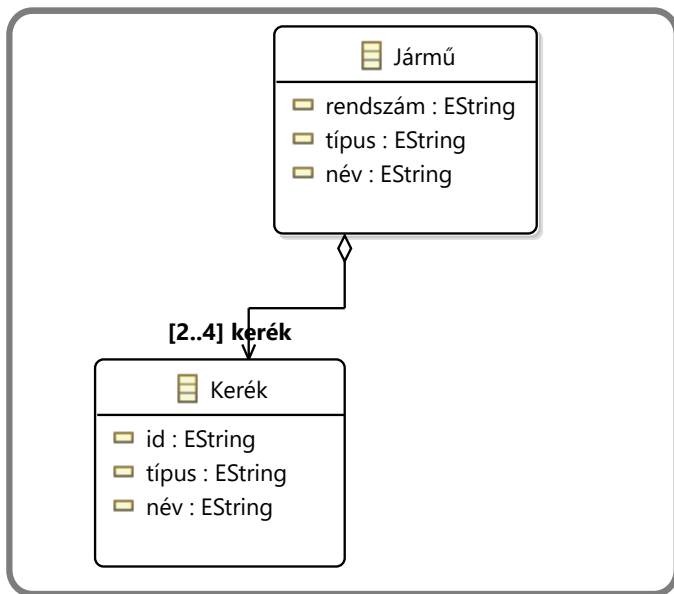 Jármű
rendszám : EString
típus : EString
név : EString
[2..4] kerék
Kerék
id : EString
típus : EString
név : EString